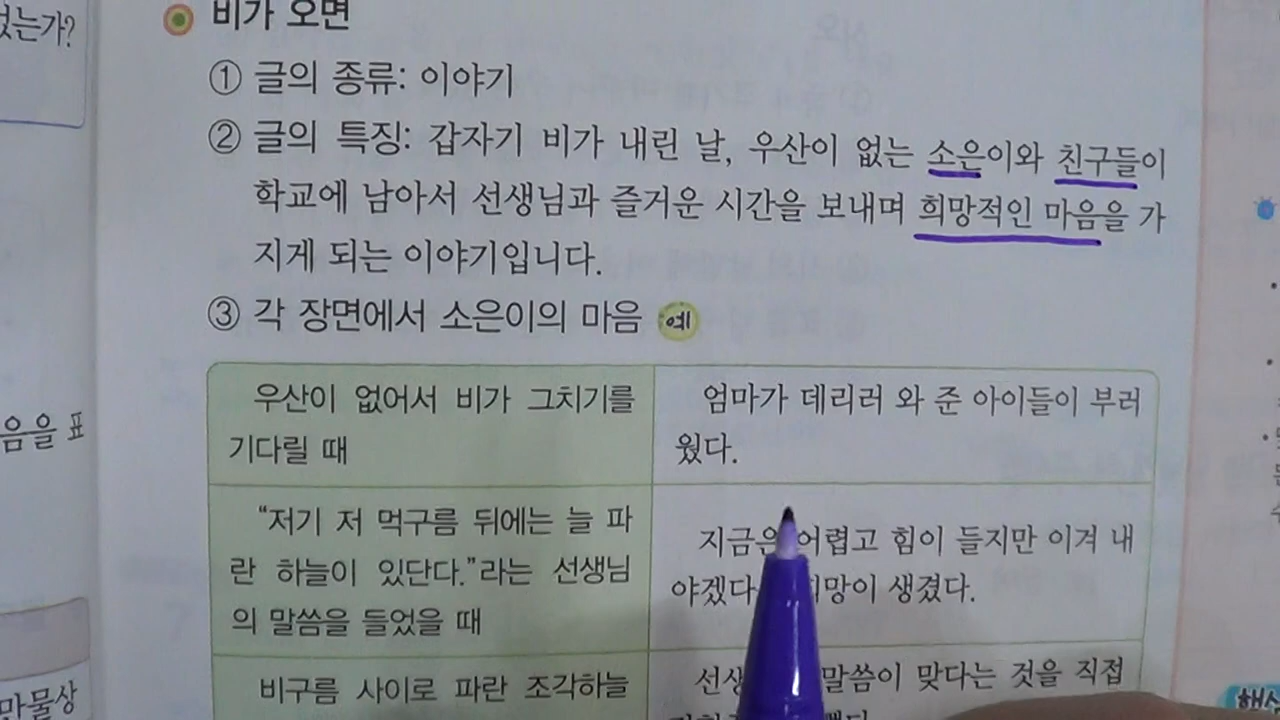 었는가?
비가 오면
① 글의 종류: 이야기
② 글의 특징: 갑자기 비가 내린 날, 우산이 없는 소은이와 친구들이
학교에 남아서 선생님과 즐거운 시간을 보내며 희망적인 마음을 가
지게 되는 이야기입니다.
③ 각 장면에서 소은이의 마음 예
우산이 없어서 비가 그치기를
기다릴 때
엄마가 데리러 와 준 아이들이 부러
웠다.
음을 표
“저기 저 먹구름 뒤에는 늘 파
란 하늘이 있단다.”라는 선생님
의 말씀을 들었을 때
지금은 어렵고 힘이 들지만 이겨 내
야겠다 희망이 생겼다.
비구름 사이로 파란 조각하늘
선생 말씀이 맞다는 것을 직접
만물상
핵심